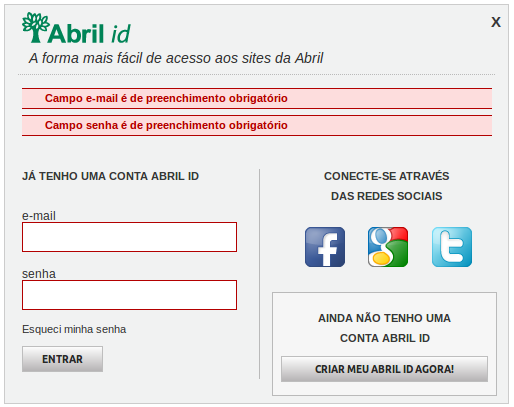 Abril id
X
A forma mais fácil de acesso aos sites da Abril
Campo e-mail é de preenchimento obrigatório
Campo senha é de preenchimento obrigatório
JÁ TENHO UMA CONTA ABRIL ID
e-mail
senha
Esqueci minha senha
ENTRAR
CONECTE-SE ATRAVÉS
DAS REDES SOCIAIS
f g t
AINDA NÃO TENHO UMA
CONTA ABRIL ID
CRIAR MEU ABRIL ID AGORA!